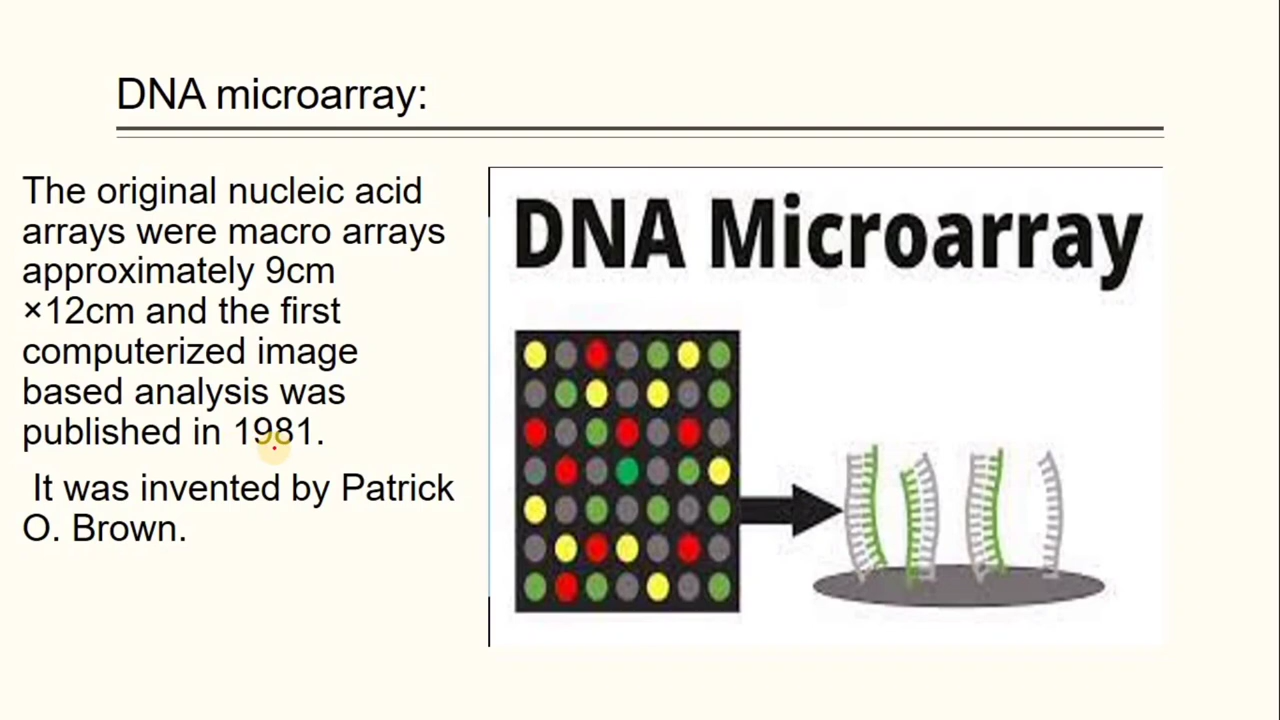 DNA microarray:
The original nucleic acid
arrays were macro arrays
approximately 9cm
×12cm and the first
computerized image
based analysis was
published in 1981.
It was invented by Patrick
O. Brown.
DNA Microarray